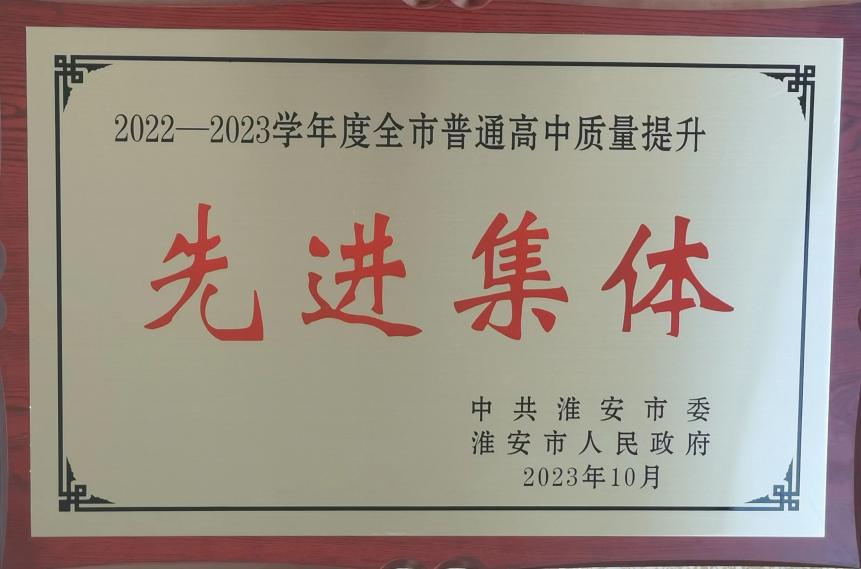 2022—2023学年度全市普通高中质量提升
先进集体
中共淮安市委
淮安市人民政府
2023年10月